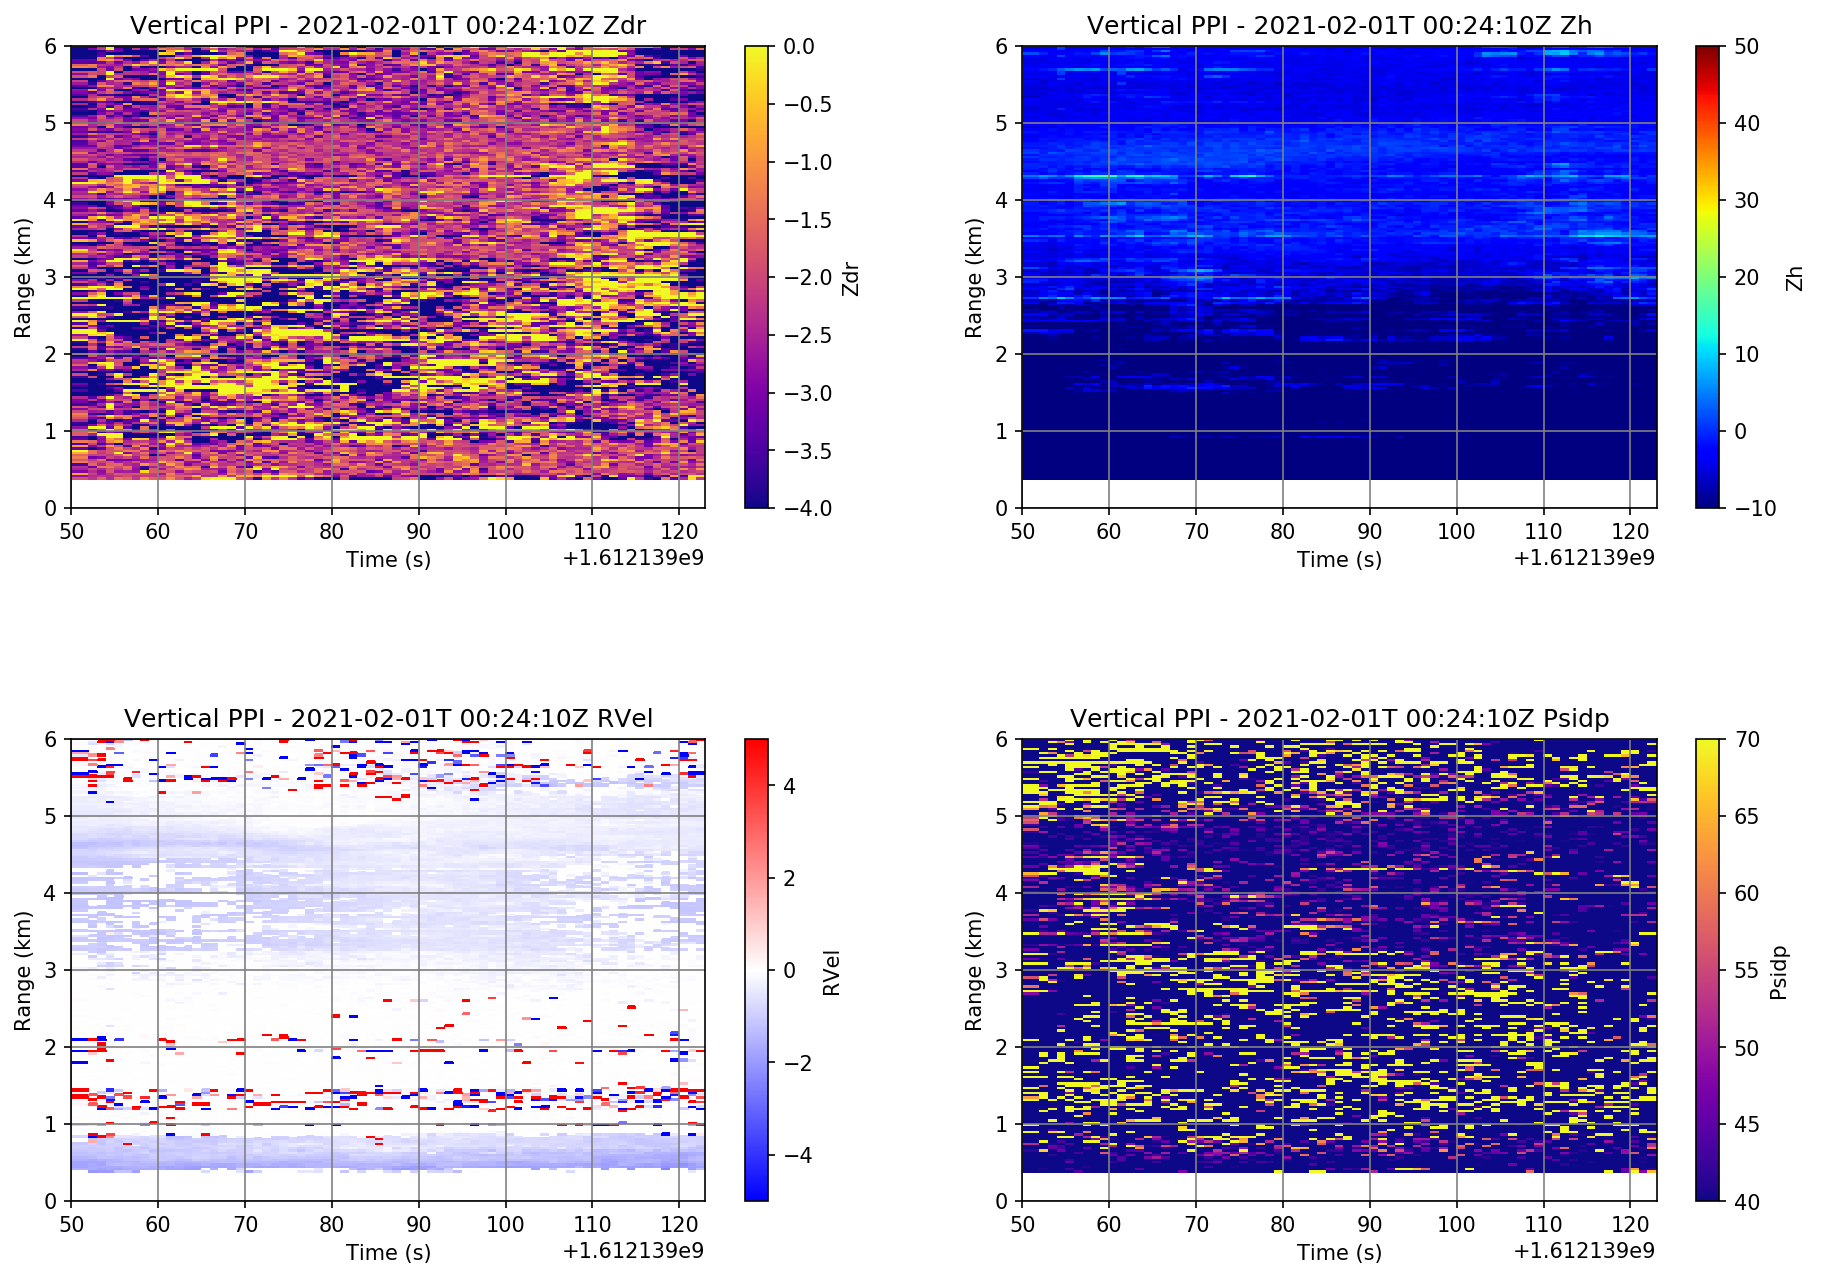 Vertical PPI - 2021-02-01T 00:24:10Z Zdr
6
5
4
3
2
1
0
Range (km)
50 60 70 80 90 100 110 120
Time (s)
+1.612139e9
0.0
−0.5
−1.0
−1.5
−2.0
−2.5
−3.0
−3.5
−4.0
Zdr
Vertical PPI - 2021-02-01T 00:24:10Z Zh
6
5
4
3
2
1
0
Range (km)
50 60 70 80 90 100 110 120
Time (s)
+1.612139e9
50
40
30
20
10
0
−10
Zh
Vertical PPI - 2021-02-01T 00:24:10Z RVel
6
5
4
3
2
1
0
Range (km)
50 60 70 80 90 100 110 120
Time (s)
+1.612139e9
4
2
0
−2
−4
RVel
Vertical PPI - 2021-02-01T 00:24:10Z Psidp
6
5
4
3
2
1
0
Range (km)
50 60 70 80 90 100 110 120
Time (s)
+1.612139e9
70
65
60
55
50
45
40
Psidp